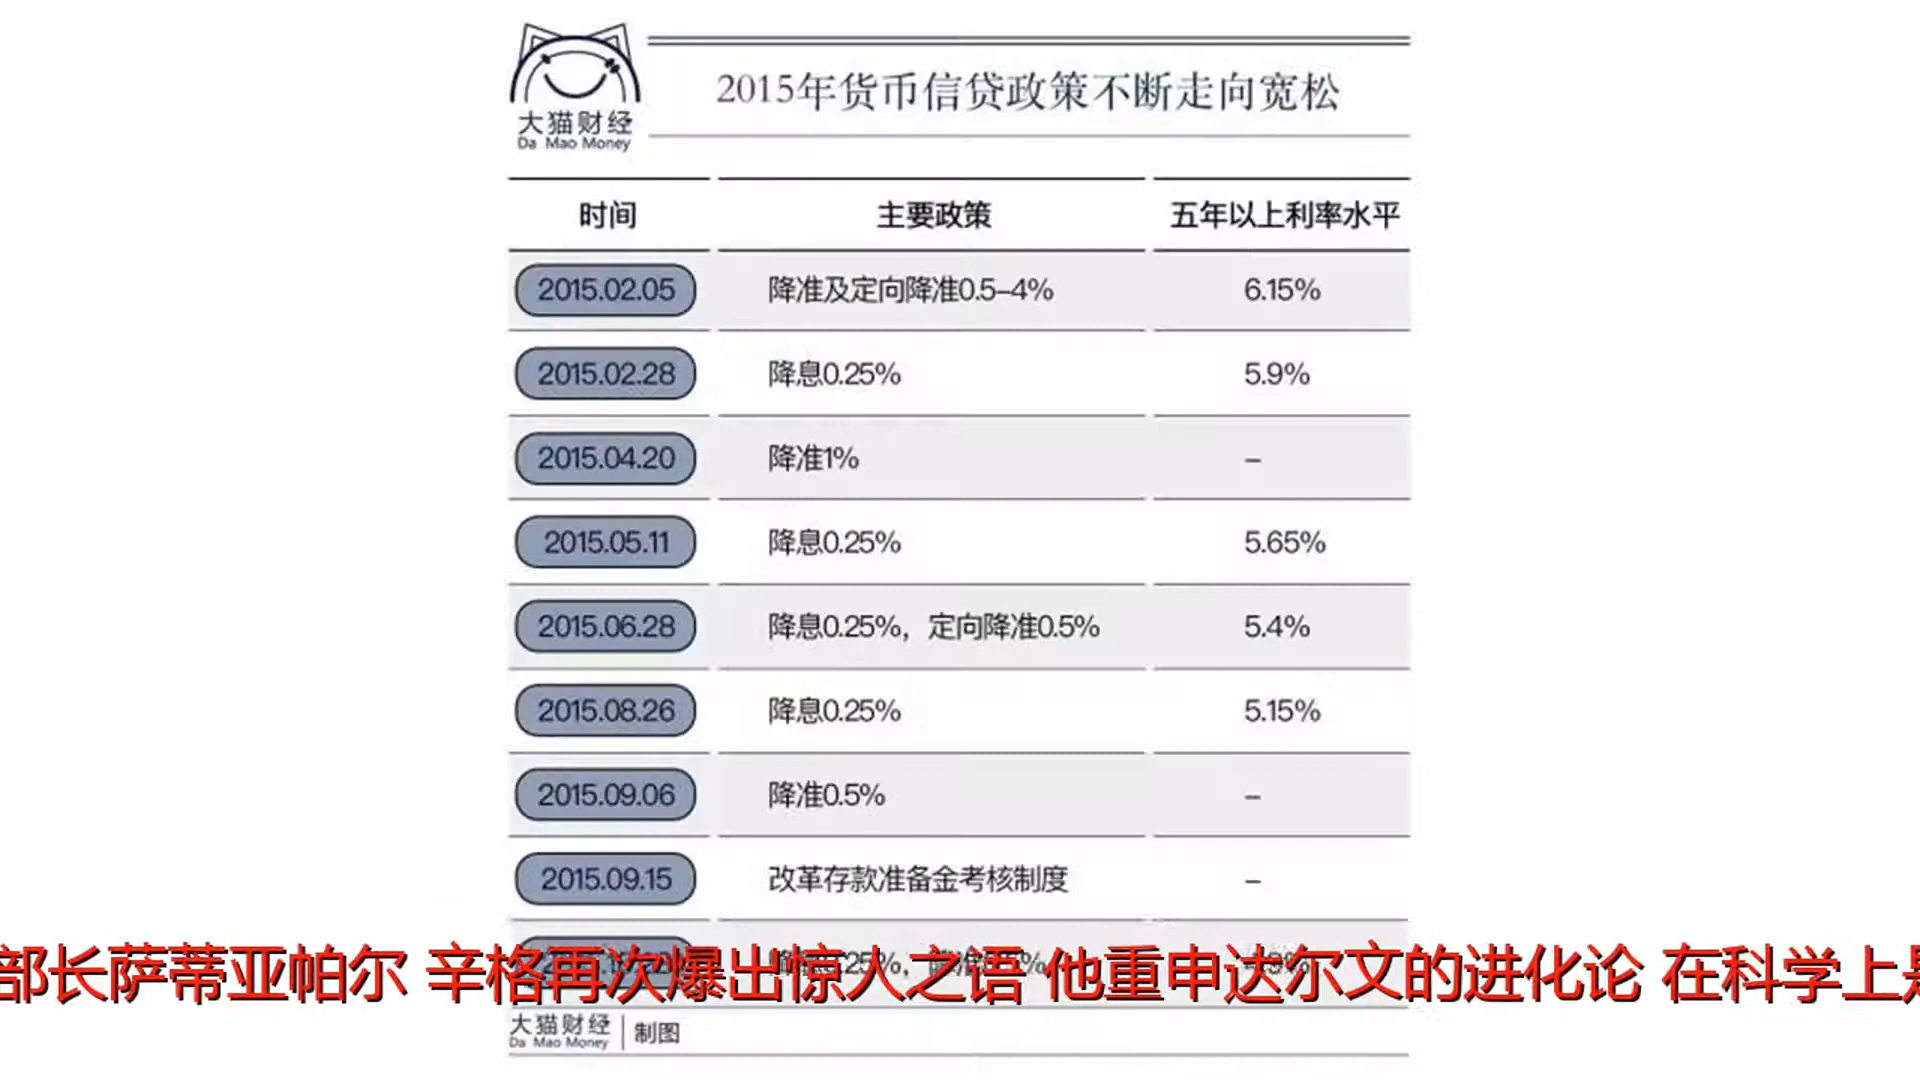 大猫财经
Da Mao Money
2015年货币信贷政策不断走向宽松
时间 主要政策 五年以上利率水平
2015.02.05 降准及定向降准0.5-4% 6.15%
2015.02.28 降息0.25% 5.9%
2015.04.20 降准1% –
2015.05.11 降息0.25% 5.65%
2015.06.28 降息0.25%，定向降准0.5% 5.4%
2015.08.26 降息0.25% 5.15%
2015.09.06 降准0.5% –
2015.09.15 改革存款准备金考核制度 –
部长萨蒂亚帕尔 辛格再次爆出惊人之语 他重申达尔文的进化论 在科学上是
大猫财经
Da Mao Money
制图